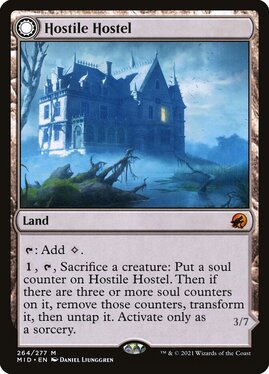 Hostile Hostel
Land
: Add .
1, , Sacrifice a creature: Put a soul
counter on Hostile Hostel. Then if
there are three or more soul counters
on it, remove those counters, transform
it, then untap it. Activate only as
a sorcery.
3/7
264/277 M
MID • EN DANIEL LJUNGGREN
™ & © 2021 Wizards of the Coast